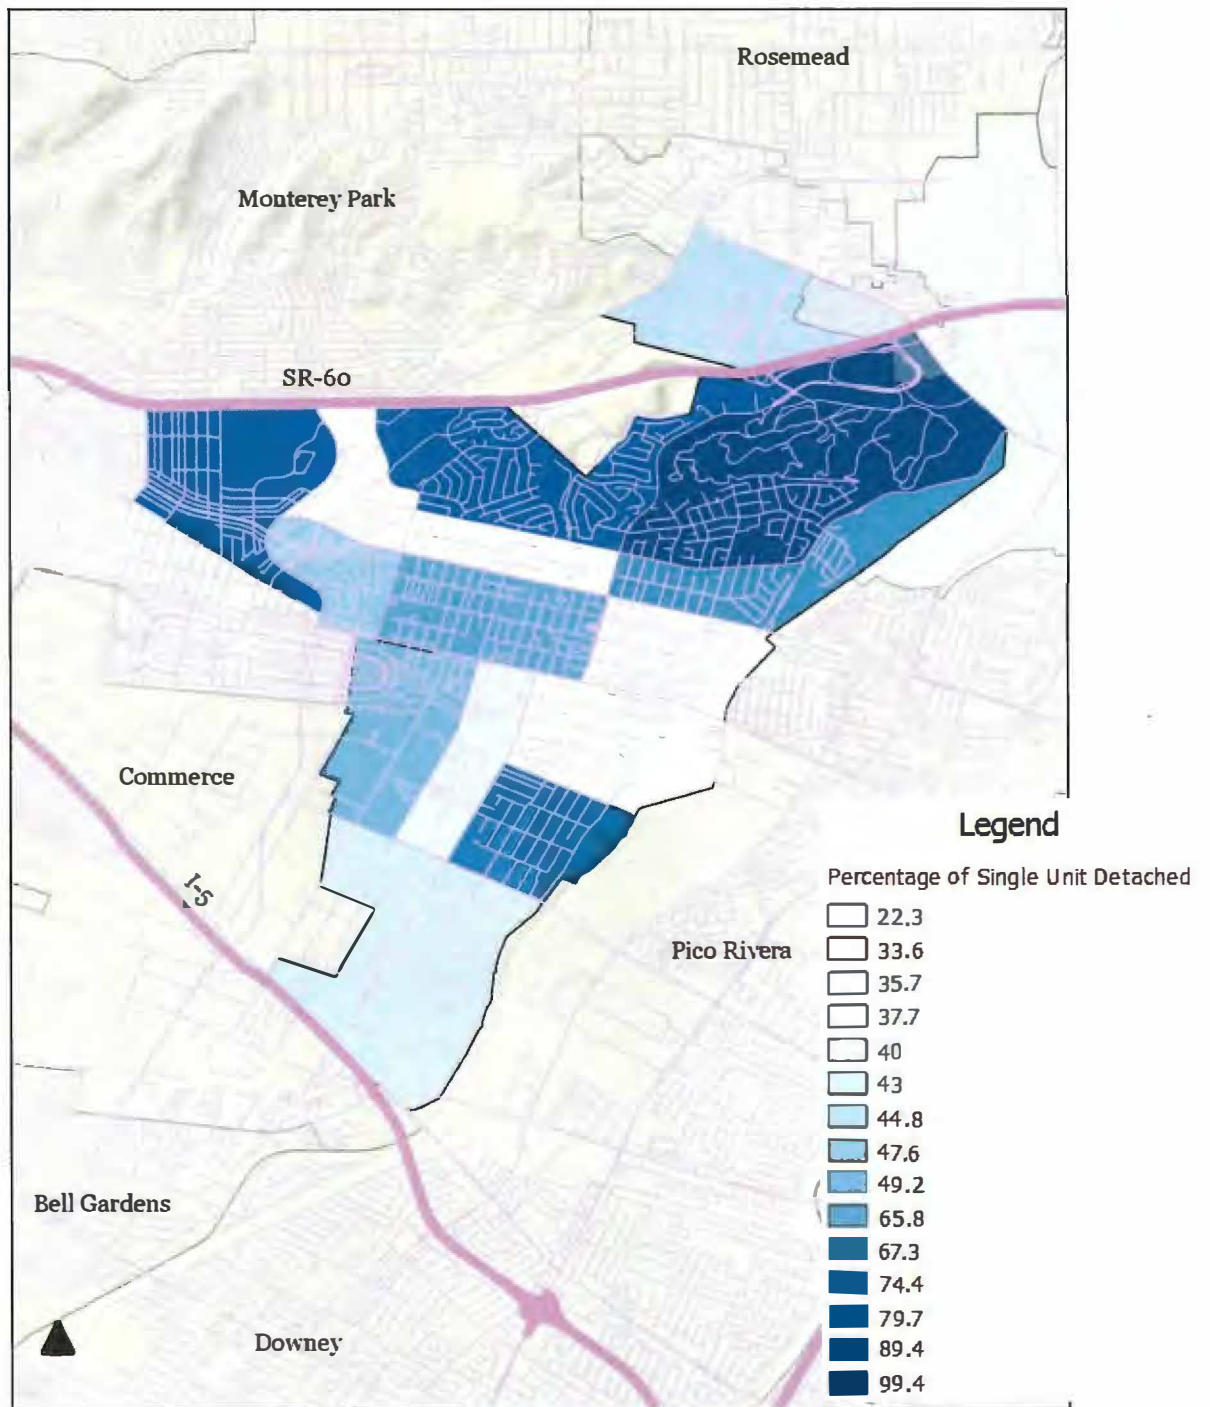 Rosemead
Monterey Park
SR-60
Commerce
I-5
Pico Rivera
Bell Gardens
Downey
Legend
Percentage of Single Unit Detached
22.3
33.6
35.7
37.7
40
43
44.8
47.6
49.2
65.8
67.3
74.4
79.7
89.4
99.4